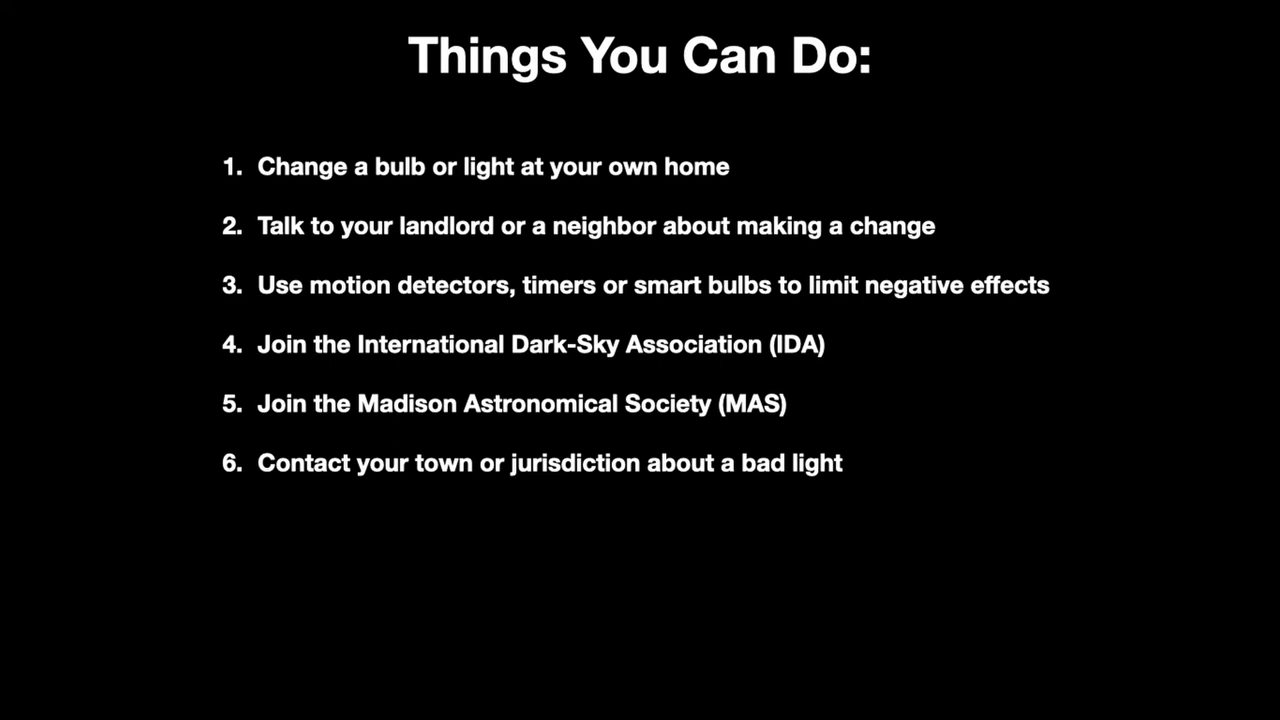 Things You Can Do:
1. Change a bulb or light at your own home
2. Talk to your landlord or a neighbor about making a change
3. Use motion detectors, timers or smart bulbs to limit negative effects
4. Join the International Dark-Sky Association (IDA)
5. Join the Madison Astronomical Society (MAS)
6. Contact your town or jurisdiction about a bad light